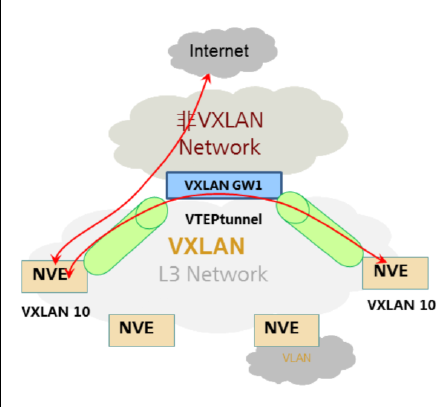 Internet
非VXLAN
Network
VXLAN GW1
VTEPtunnel
VXLAN
L3 Network
NVE
NVE
VXLAN 10
VXLAN 10
NVE
NVE
VLAN